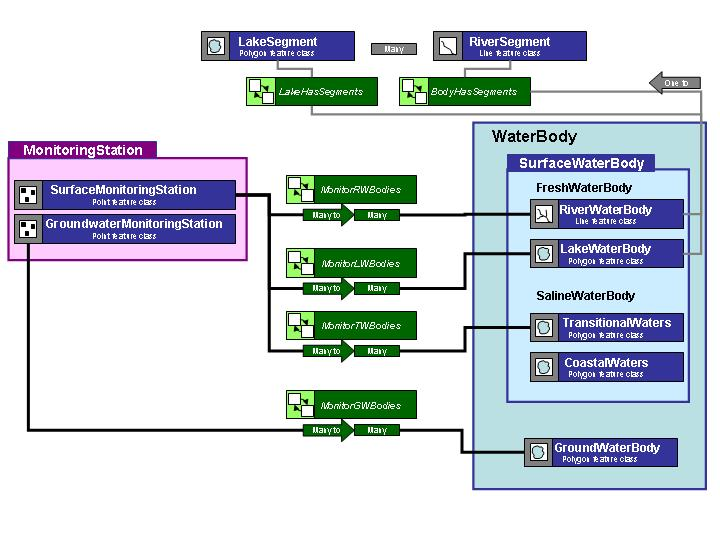 LakeSegment
Polygon feature class
Many
RiverSegment
Line feature class
LakeHasSegments
BodyHasSegments
One to
WaterBody
MonitoringStation
SurfaceWaterBody
SurfaceMonitoringStation
Point feature class
MonitorRWBodies
FreshWaterBody
RiverWaterBody
Line feature class
Many to
Many
GroundwaterMonitoringStation
Point feature class
LakeWaterBody
Polygon feature class
MonitorLWBodies
Many to
Many
SalineWaterBody
MonitorTWBodies
TransitionalWaters
Polygon feature class
Many to
Many
CoastalWaters
Polygon feature class
MonitorGWBodies
Many to
Many
GroundWaterBody
Polygon feature class